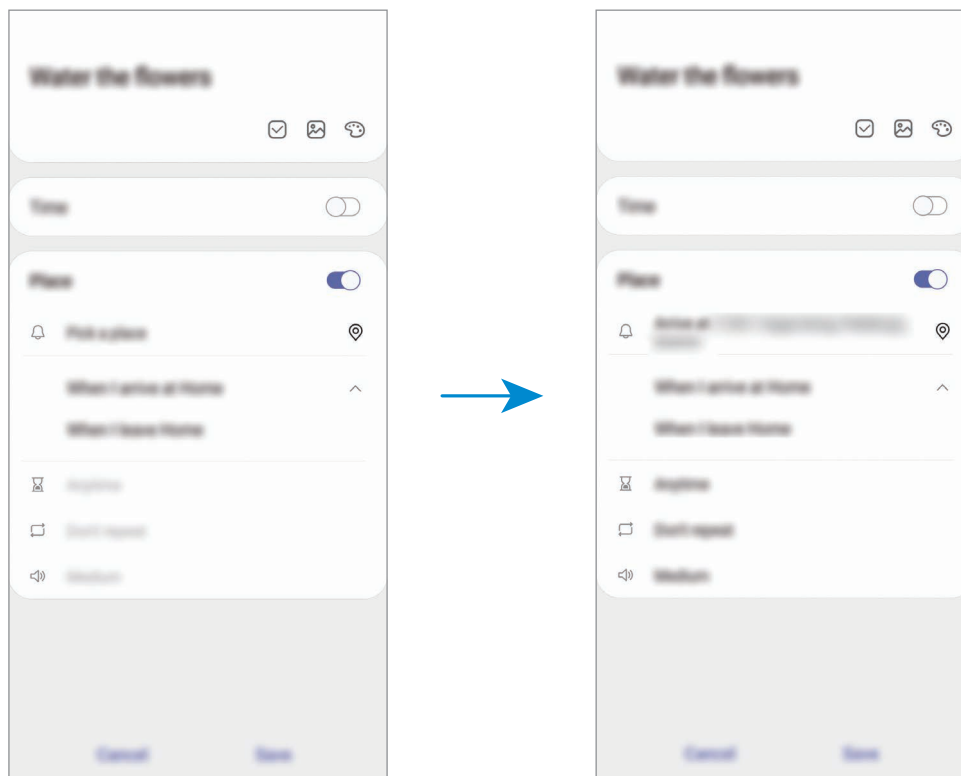 Water the flowers
Time
Place
Pick a place
When I arrive at Home
When I leave Home
Anytime
Don't repeat
Medium
Cancel Save
Water the flowers
Time
Place
Arrive at
When I arrive at Home
When I leave Home
Anytime
Don't repeat
Medium
Cancel Save